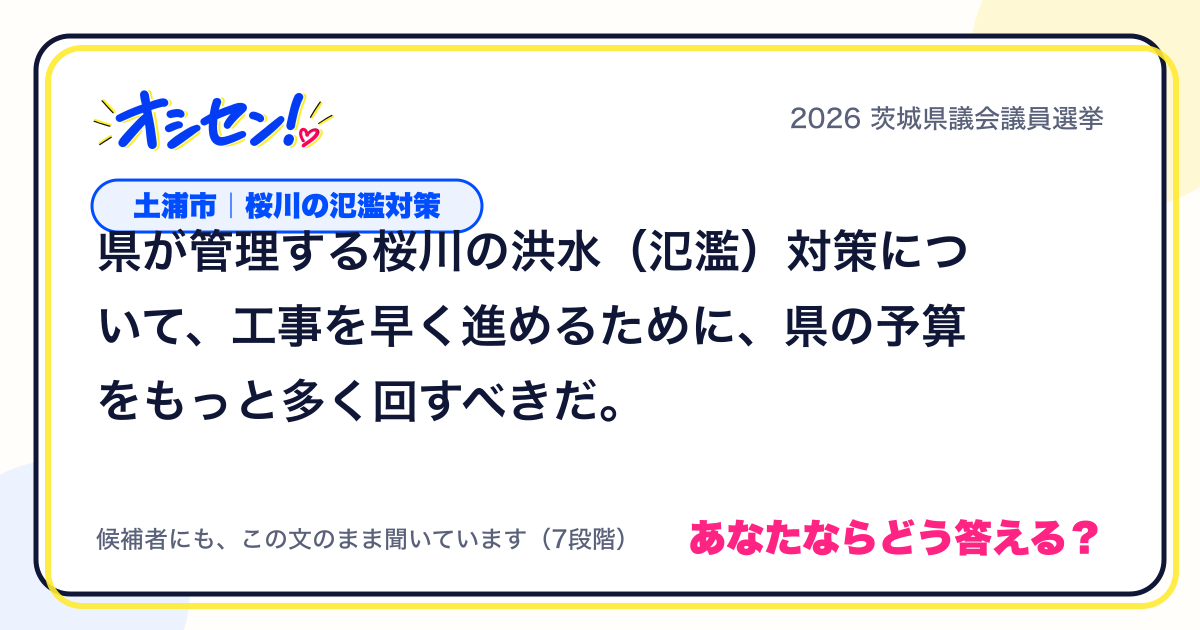 オシセン!
2026 茨城県議会議員選挙
土浦市｜桜川の氾濫対策
県が管理する桜川の洪水（氾濫）対策につ
いて、工事を早く進めるために、県の予算
をもっと多く回すべきだ。
候補者にも、この文のまま聞いています（7段階）
あなたならどう答える？